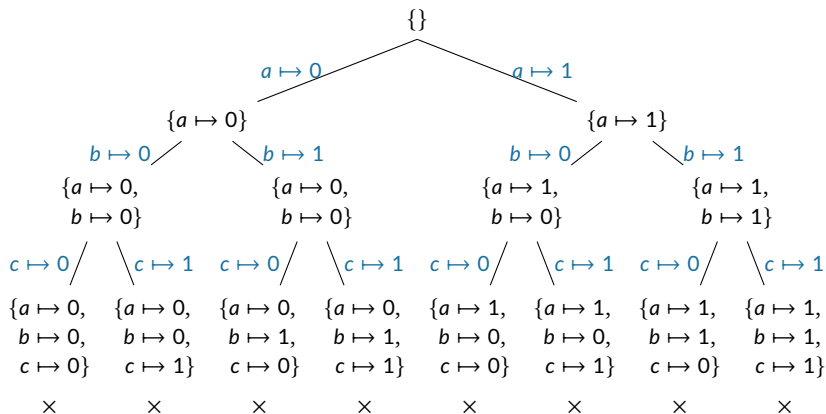 {}
a ↦ 0 a ↦ 1
{a ↦ 0} {a ↦ 1}
b ↦ 0 b ↦ 1 b ↦ 0 b ↦ 1
{a ↦ 0, {a ↦ 0, {a ↦ 1, {a ↦ 1,
b ↦ 0} b ↦ 0} b ↦ 0} b ↦ 1}
c ↦ 0 c ↦ 1 c ↦ 0 c ↦ 1 c ↦ 0 c ↦ 1 c ↦ 0 c ↦ 1
{a ↦ 0, {a ↦ 0, {a ↦ 0, {a ↦ 0, {a ↦ 1, {a ↦ 1, {a ↦ 1, {a ↦ 1,
b ↦ 0, b ↦ 0, b ↦ 1, b ↦ 1, b ↦ 0, b ↦ 0, b ↦ 1, b ↦ 1,
c ↦ 0} c ↦ 1} c ↦ 0} c ↦ 1} c ↦ 0} c ↦ 1} c ↦ 0} c ↦ 1}
× × × × × × × ×